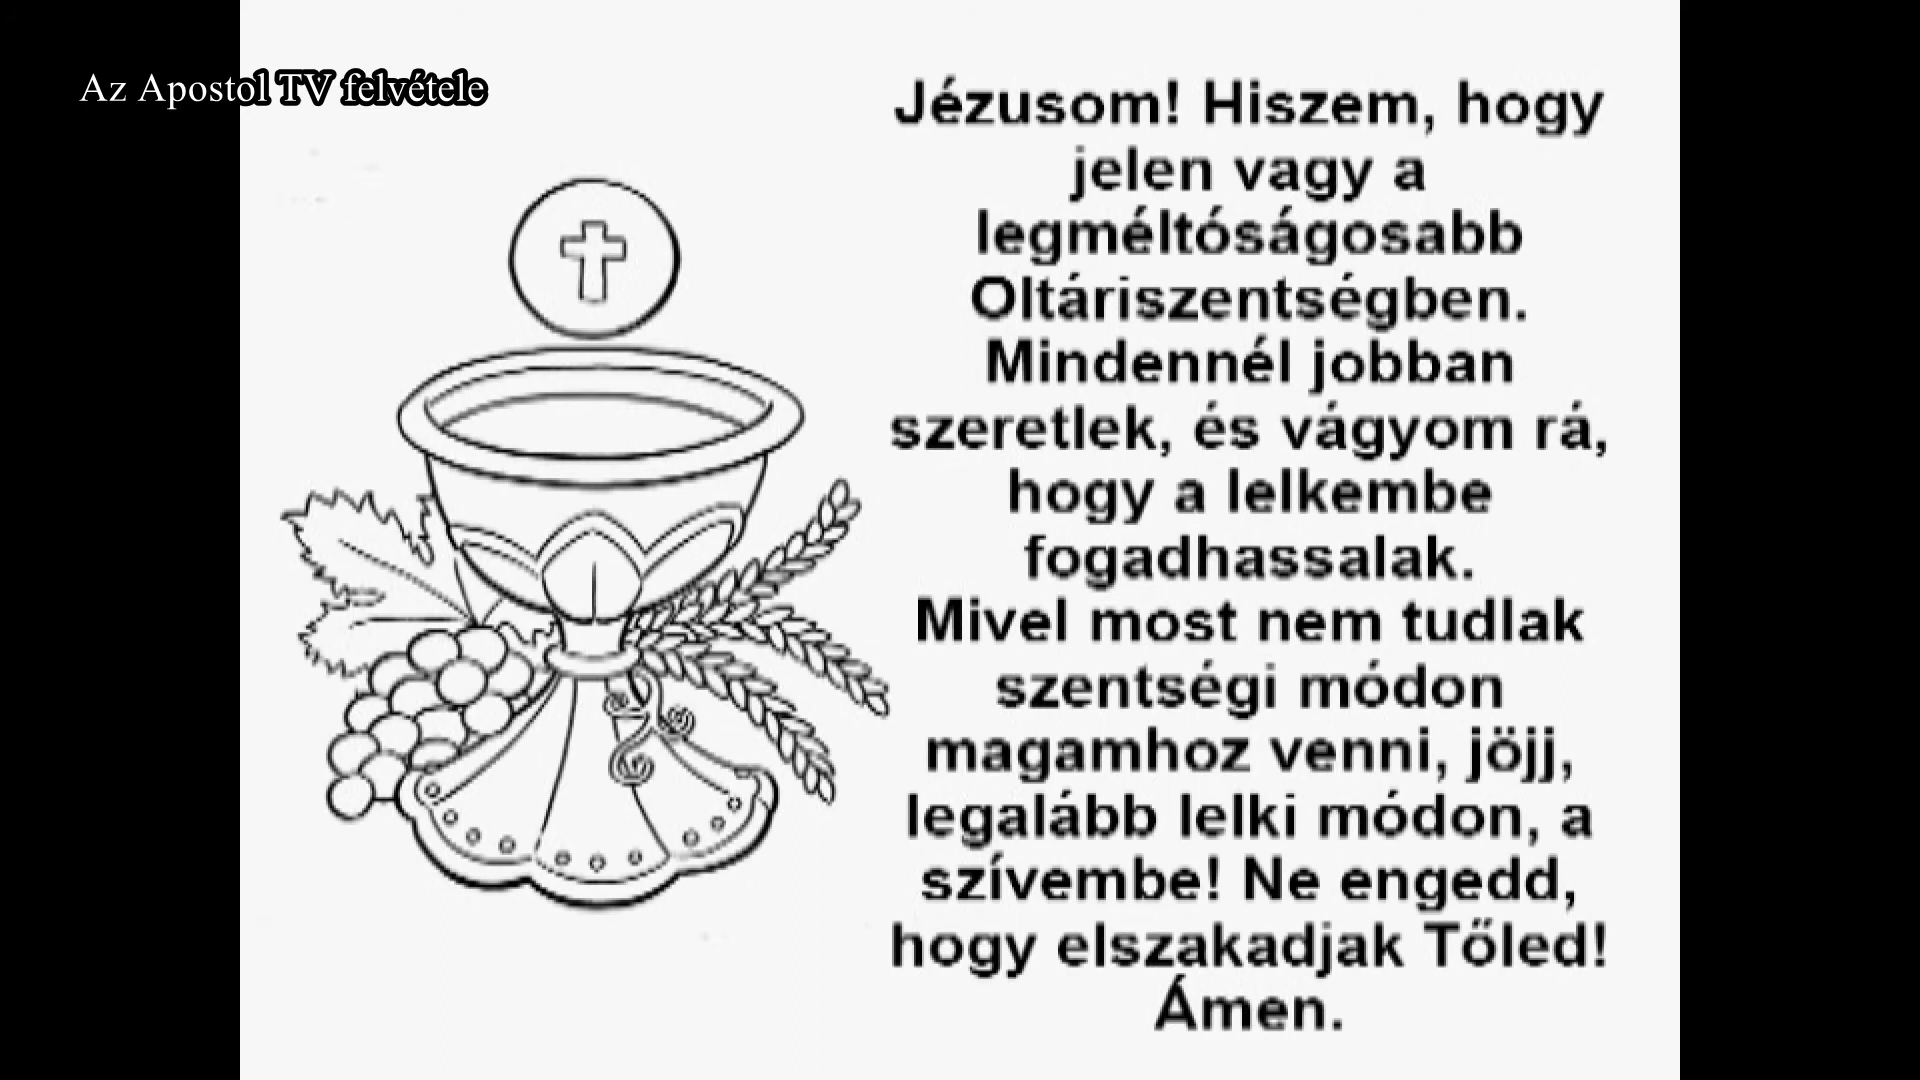 Az Apostol TV felvétele
Jézusom! Hiszem, hogy
jelen vagy a
legméltóságosabb
Oltáriszentségben.
Mindennél jobban
szeretlek, és vágyom rá,
hogy a lelkembe
fogadhassalak.
Mivel most nem tudlak
szentségi módon
magamhoz venni, jöjj,
legalább lelki módon, a
szívembe! Ne engedd,
hogy elszakadjak Tőled!
Ámen.